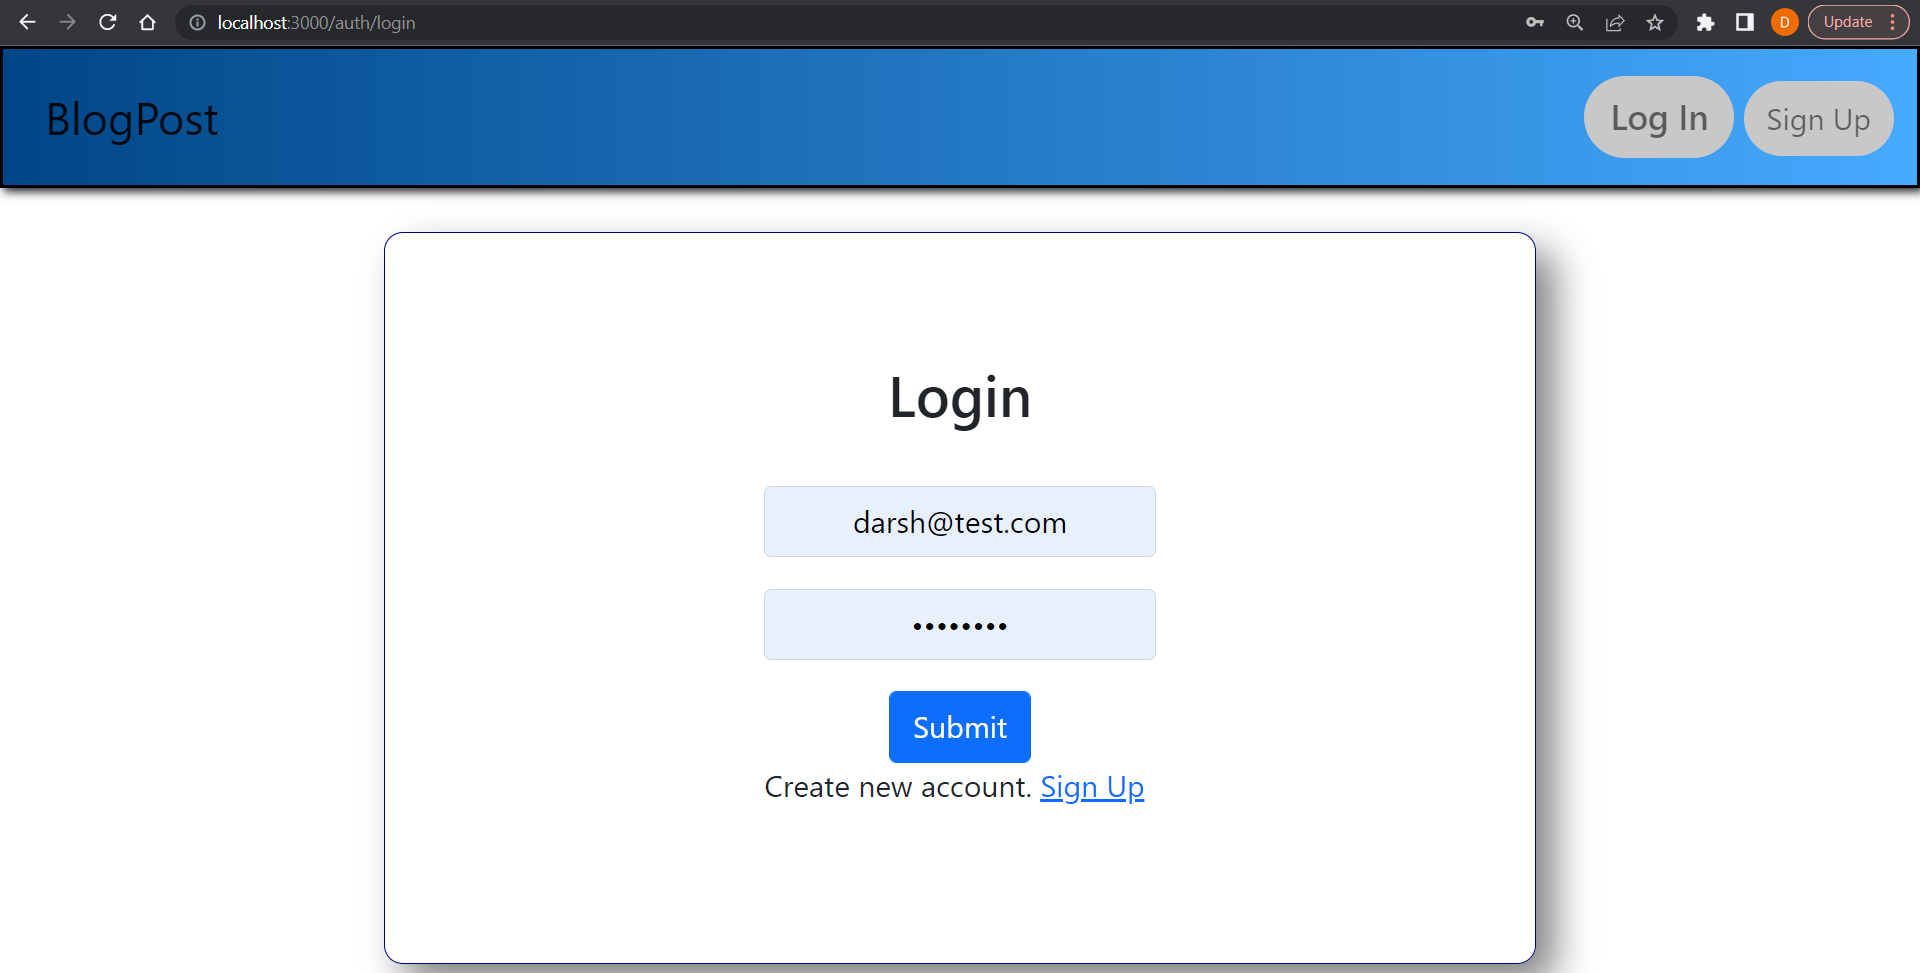 localhost:3000/auth/login
D
Update
BlogPost
Log In
Sign Up
Login
darsh@test.com
••••••••
Submit
Create new account. Sign Up